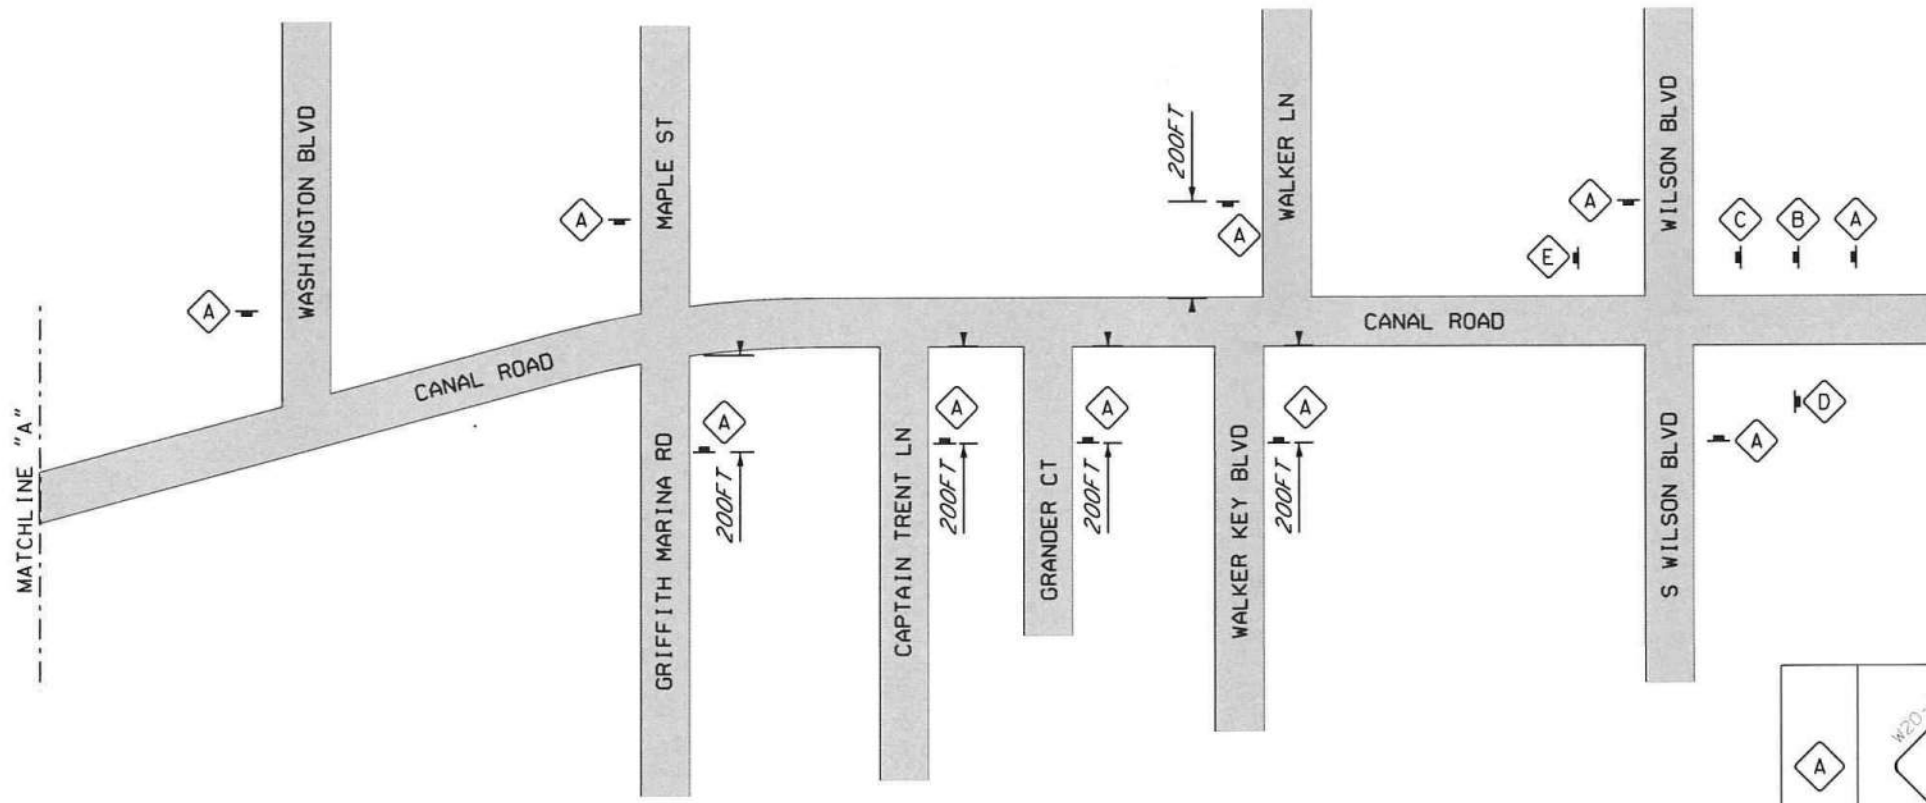 WASHINGTON BLVD
MAPLE ST
200FT
WALKER LN
WILSON BLVD
A
A
A
A
C
B
A
E
A
CANAL ROAD
CANAL ROAD
MATCHLINE "A"
A
A
A
A
D
A
GRIFFITH MARINA RD
200FT
CAPTAIN TRENT LN
200FT
GRANDER CT
200FT
WALKER KEY BLVD
200FT
S WILSON BLVD
A
W20-